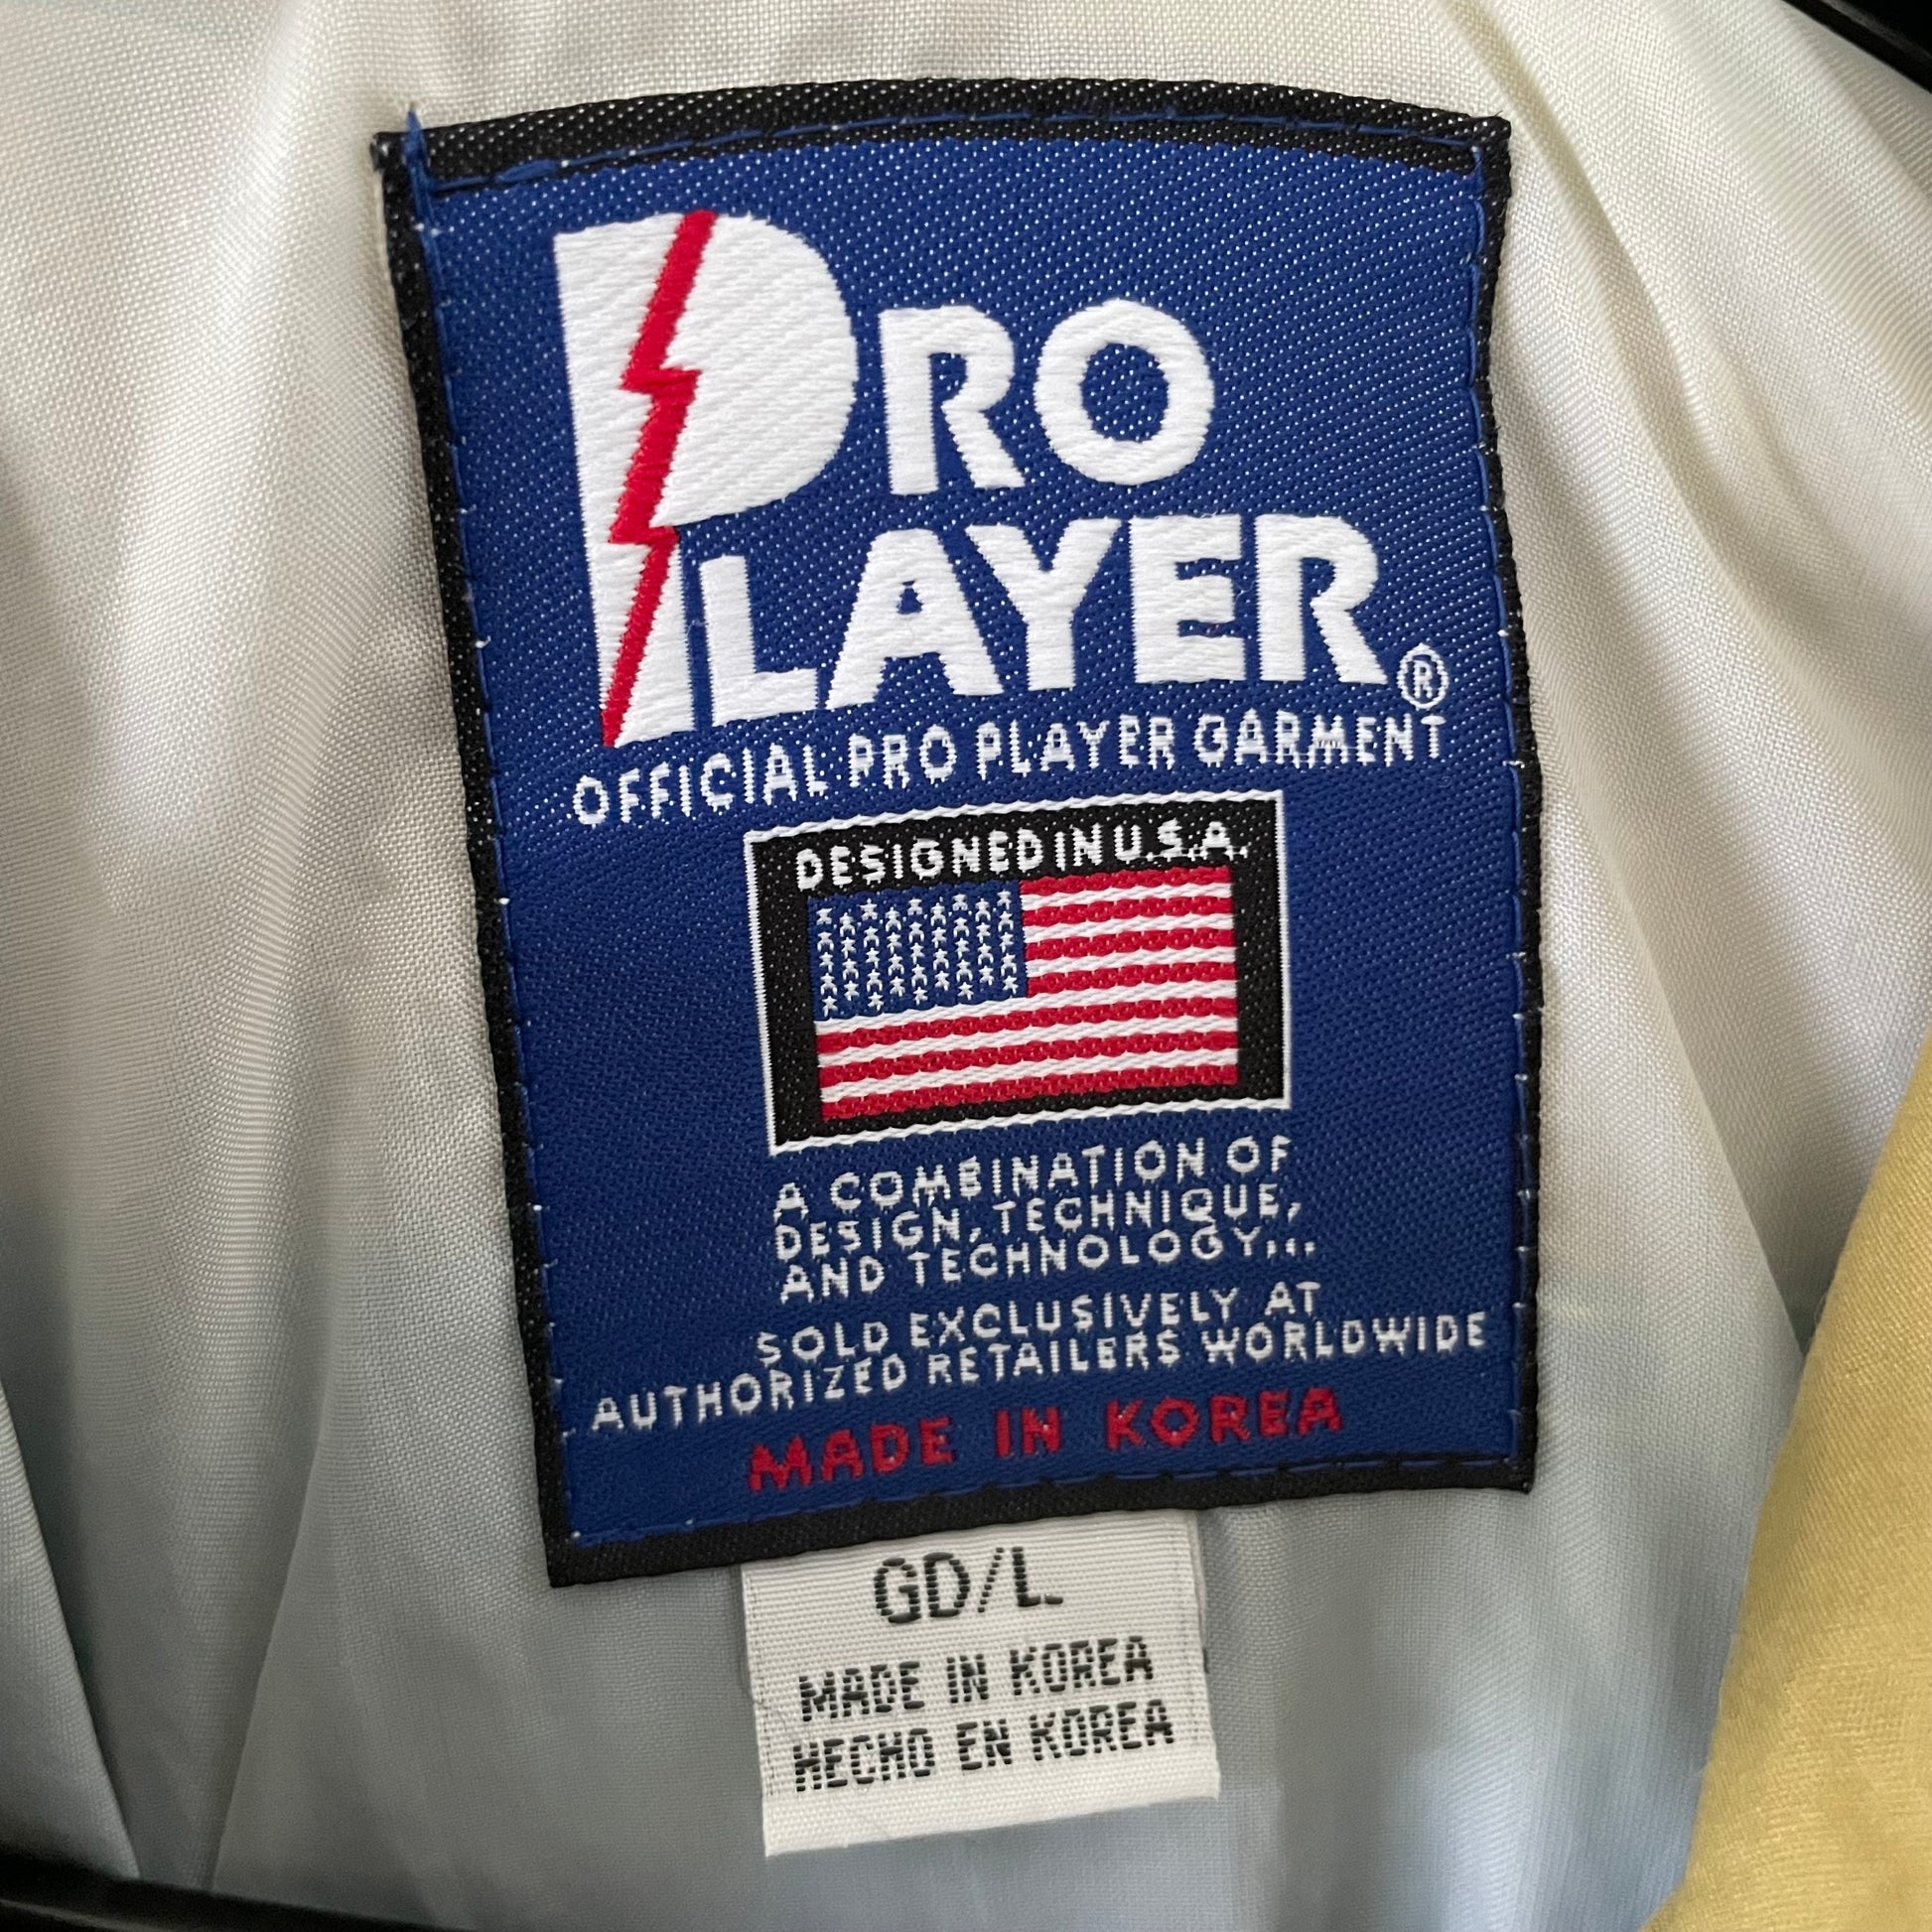 PRO
PLAYER®
OFFICIAL PRO PLAYER GARMENT
DESIGNED IN U.S.A.
A COMBINATION OF
DESIGN, TECHNIQUE,
AND TECHNOLOGY...
SOLD EXCLUSIVELY AT
AUTHORIZED RETAILERS WORLDWIDE
MADE IN KOREA
GD/L
MADE IN KOREA
HECHO EN KOREA